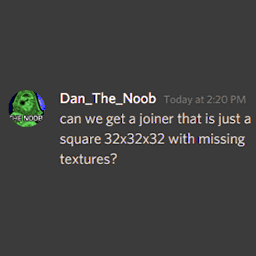 Dan_The_Noob Today at 2:20 PM
THE NOOB
can we get a joiner that is just a
square 32x32x32 with missing
textures?